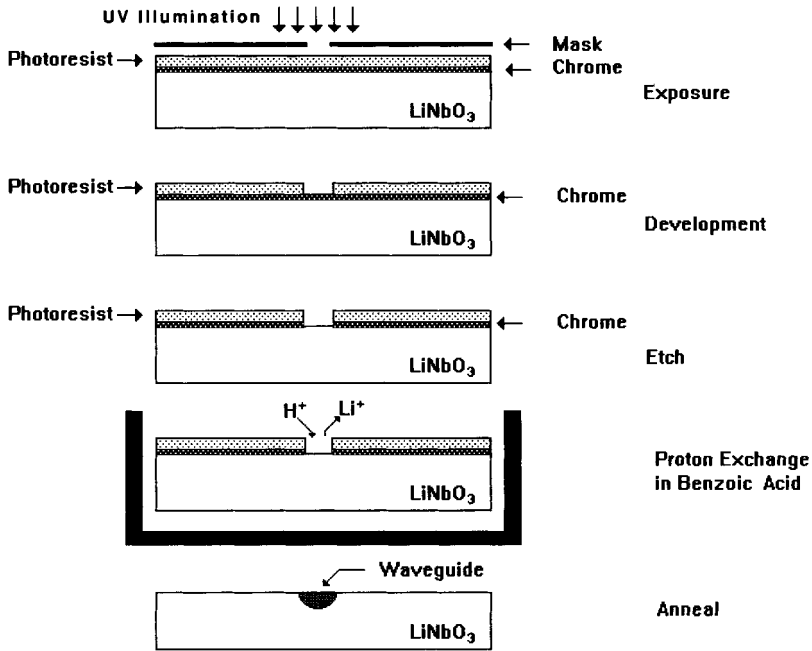 UV Illumination
Mask
Photoresist
Chrome
LiNbO3
Exposure
Photoresist
Chrome
LiNbO3
Development
Photoresist
Chrome
LiNbO3
Etch
H+
Li+
LiNbO3
Proton Exchange
in Benzoic Acid
Waveguide
LiNbO3
Anneal